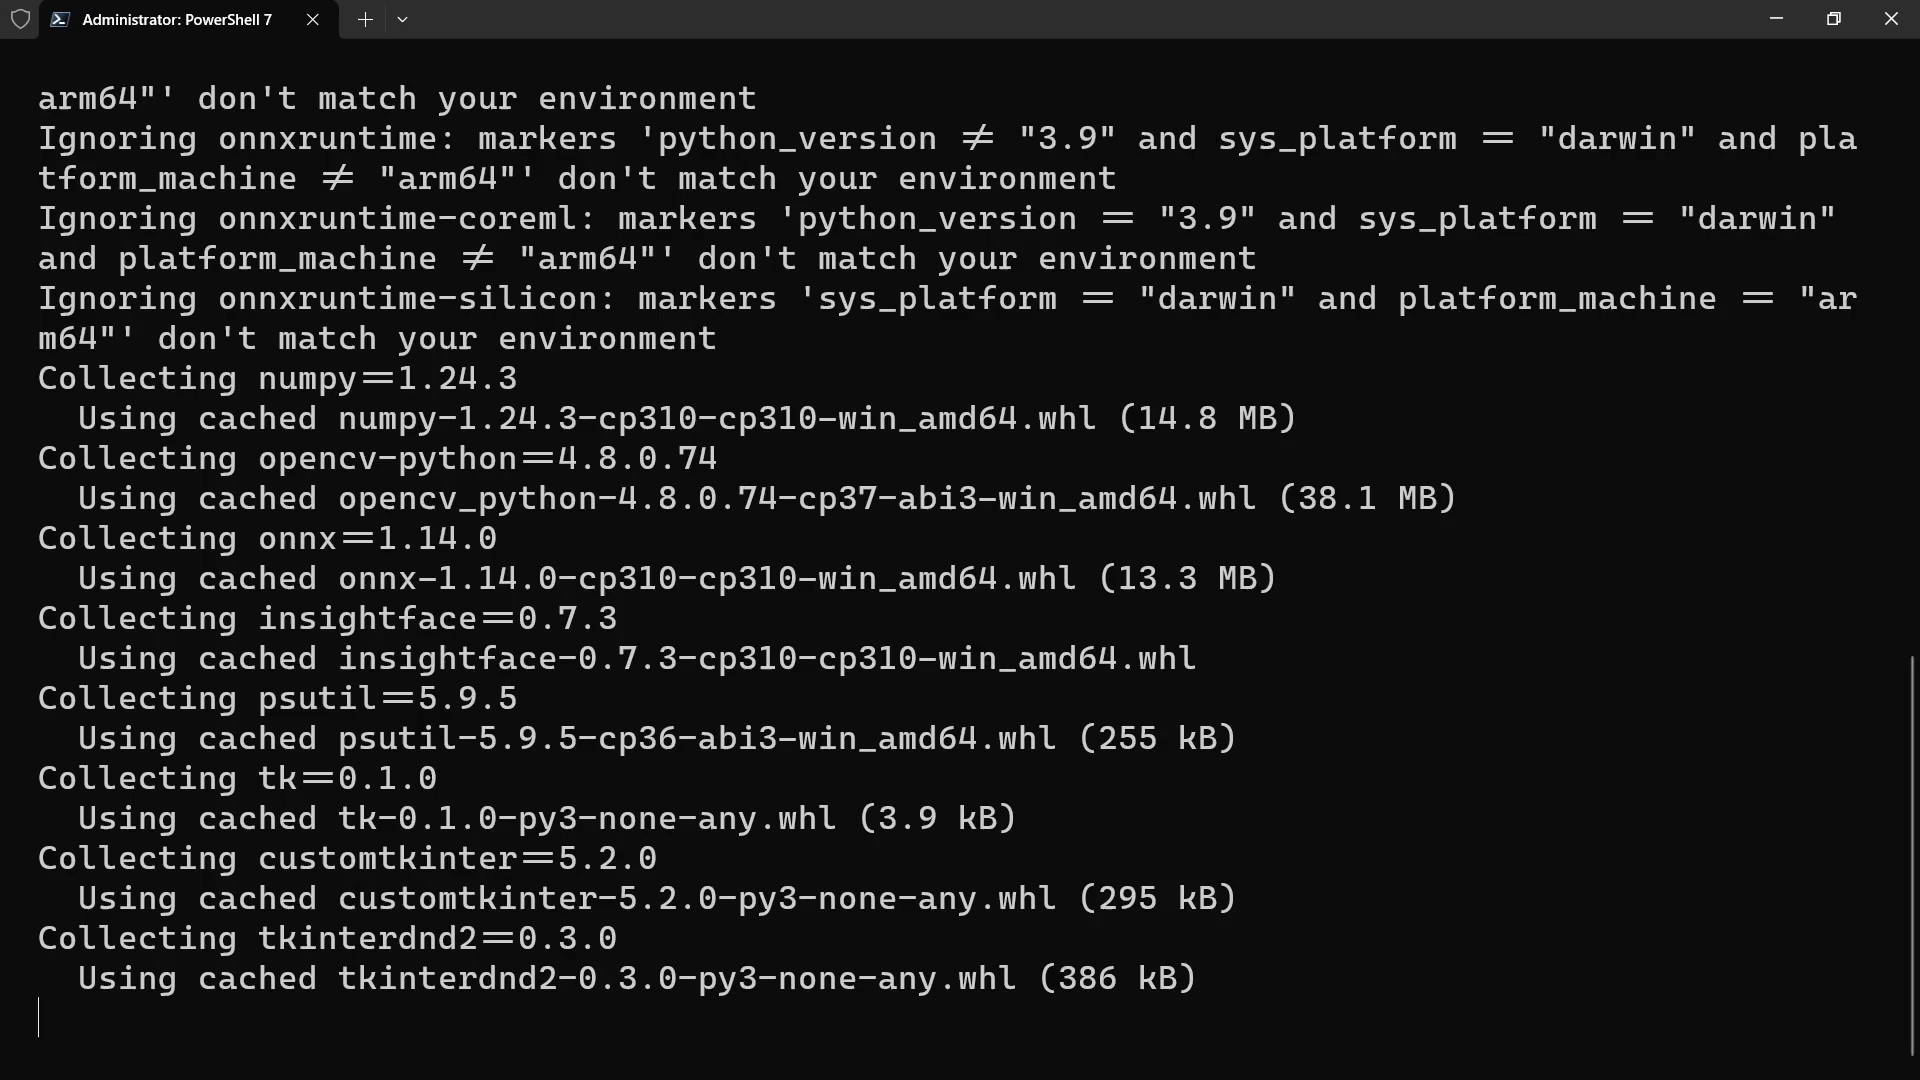 Administrator: PowerShell 7
arm64"' don't match your environment
Ignoring onnxruntime: markers 'python_version != "3.9" and sys_platform == "darwin" and pla
tform_machine != "arm64"' don't match your environment
Ignoring onnxruntime-coreml: markers 'python_version == "3.9" and sys_platform == "darwin"
and platform_machine != "arm64"' don't match your environment
Ignoring onnxruntime-silicon: markers 'sys_platform == "darwin" and platform_machine == "ar
m64"' don't match your environment
Collecting numpy==1.24.3
  Using cached numpy-1.24.3-cp310-cp310-win_amd64.whl (14.8 MB)
Collecting opencv-python==4.8.0.74
  Using cached opencv_python-4.8.0.74-cp37-abi3-win_amd64.whl (38.1 MB)
Collecting onnx==1.14.0
  Using cached onnx-1.14.0-cp310-cp310-win_amd64.whl (13.3 MB)
Collecting insightface==0.7.3
  Using cached insightface-0.7.3-cp310-cp310-win_amd64.whl
Collecting psutil==5.9.5
  Using cached psutil-5.9.5-cp36-abi3-win_amd64.whl (255 kB)
Collecting tk==0.1.0
  Using cached tk-0.1.0-py3-none-any.whl (3.9 kB)
Collecting customtkinter==5.2.0
  Using cached customtkinter-5.2.0-py3-none-any.whl (295 kB)
Collecting tkinterdnd2==0.3.0
  Using cached tkinterdnd2-0.3.0-py3-none-any.whl (386 kB)